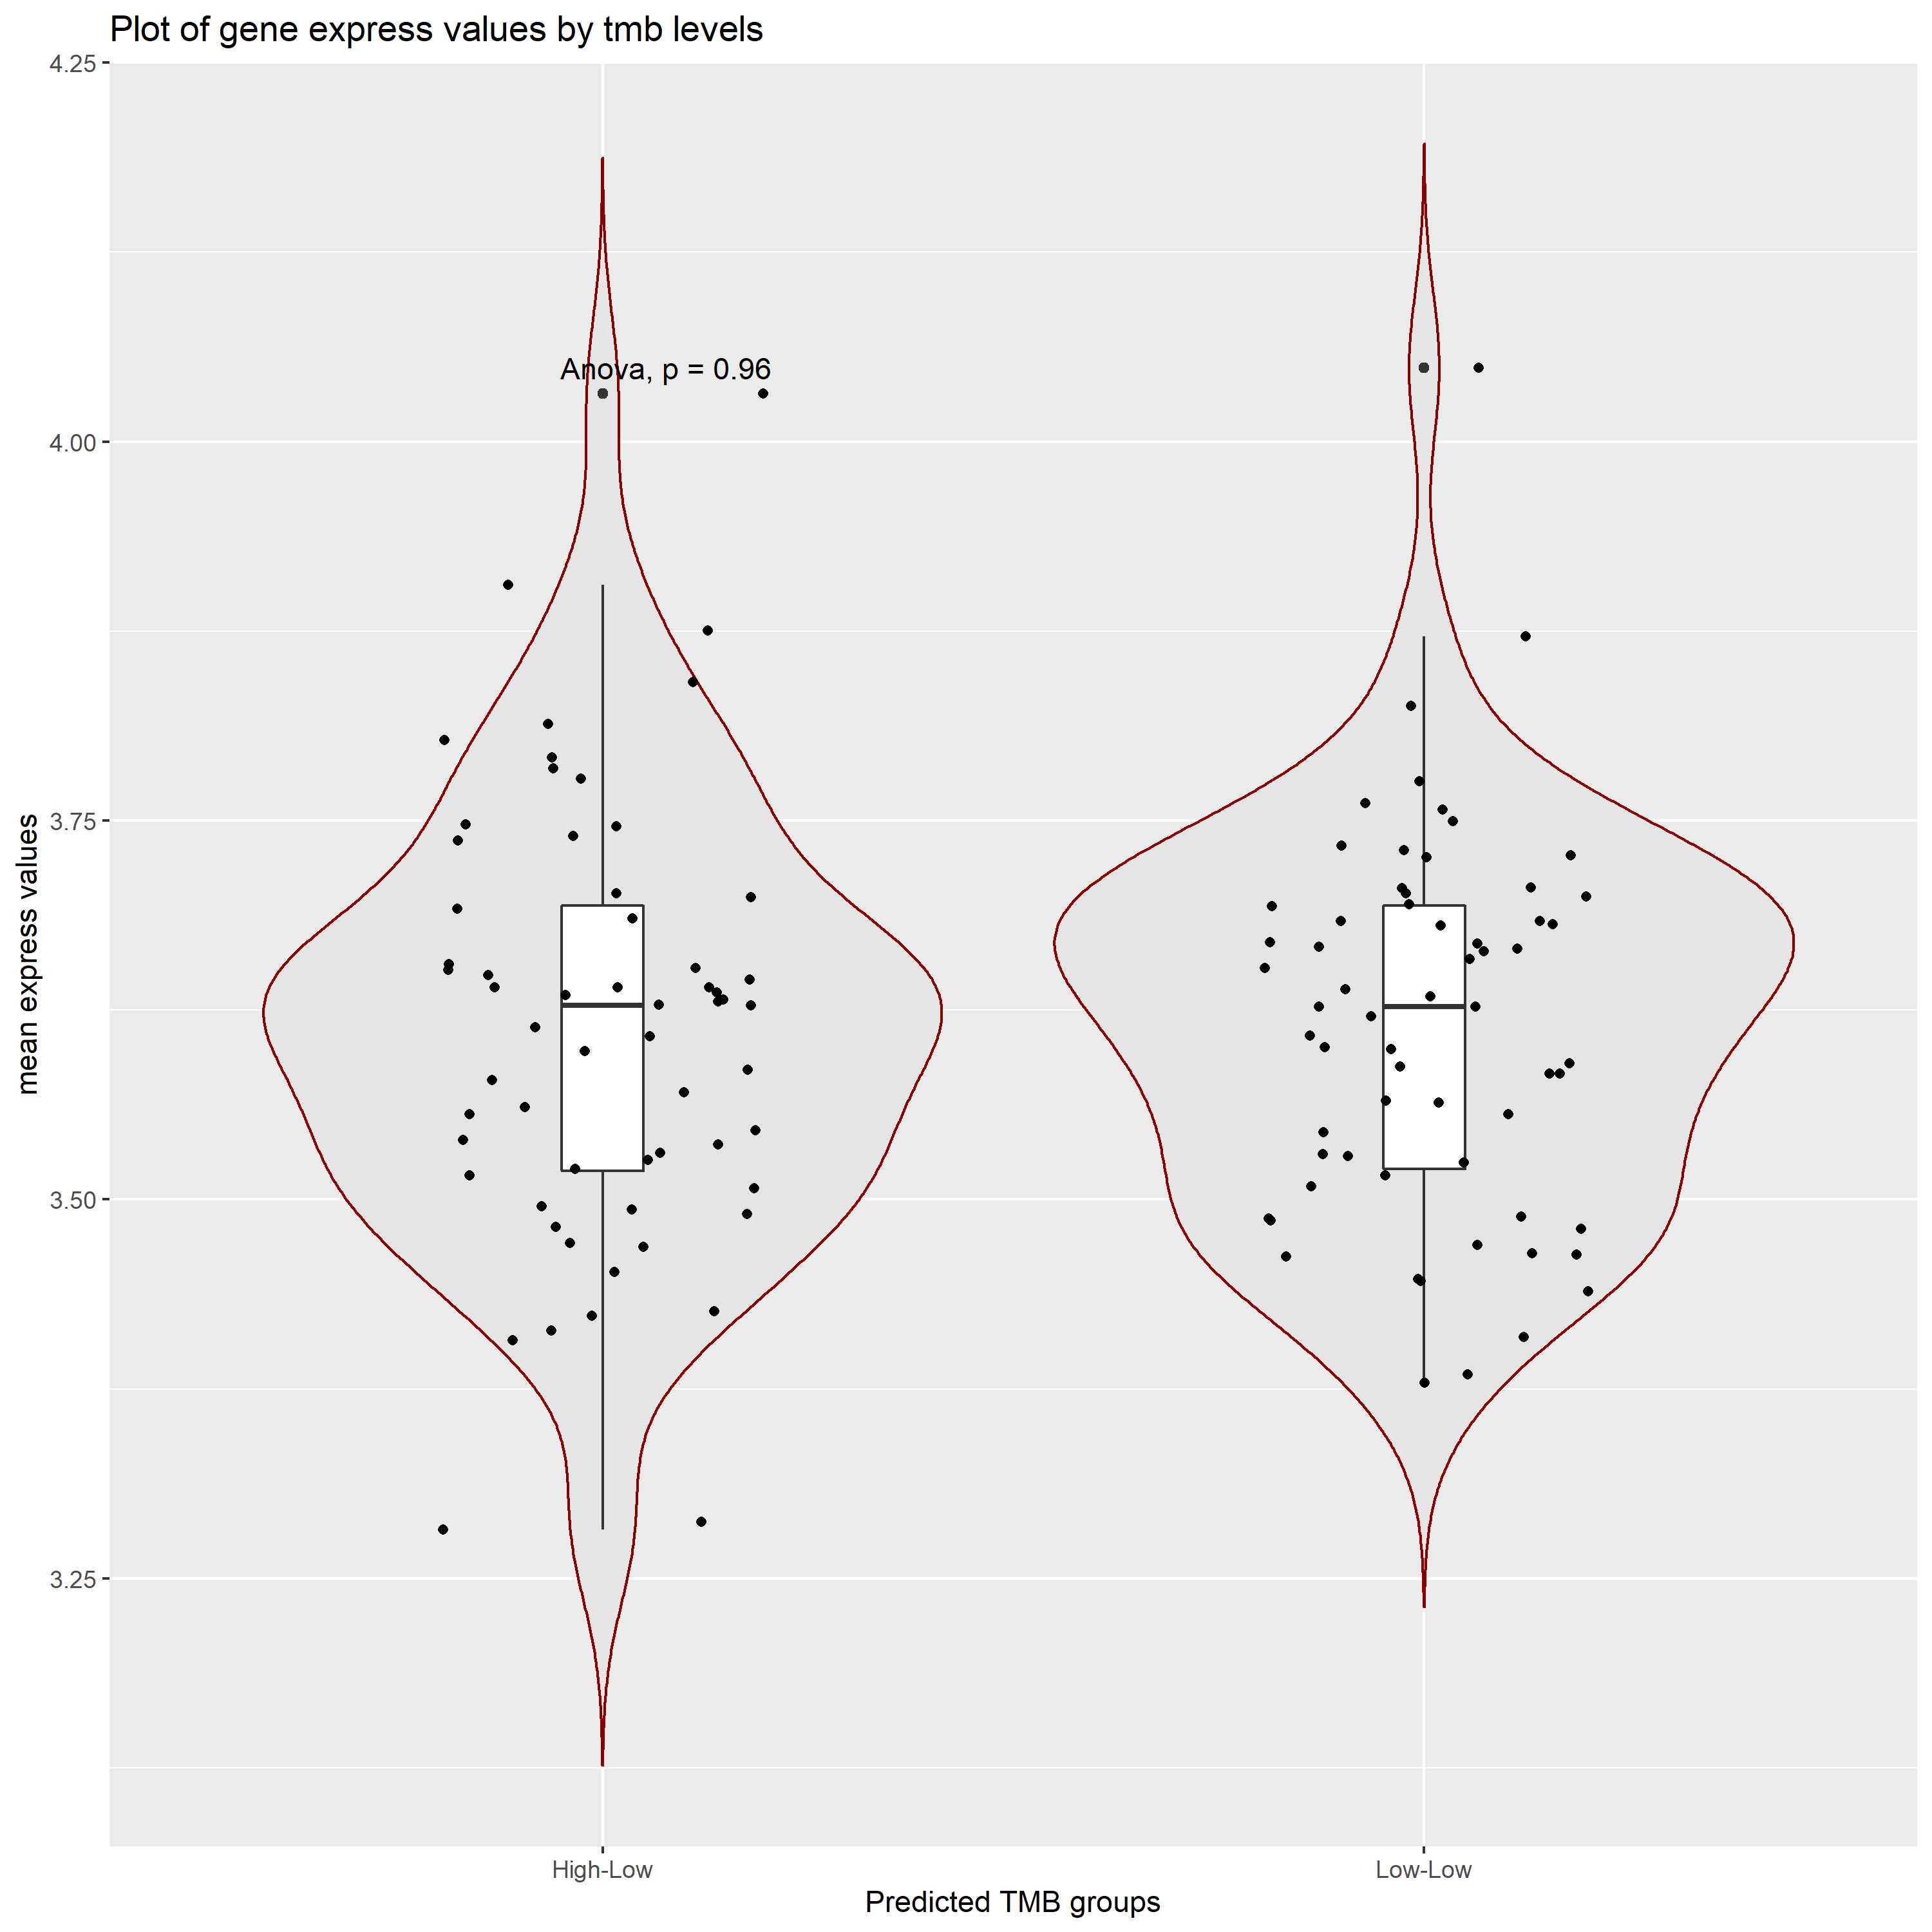 Plot of gene express values by tmb levels
4.25
4.00
3.75
3.50
3.25
mean express values
Anova, p = 0.96
High-Low
Low-Low
Predicted TMB groups